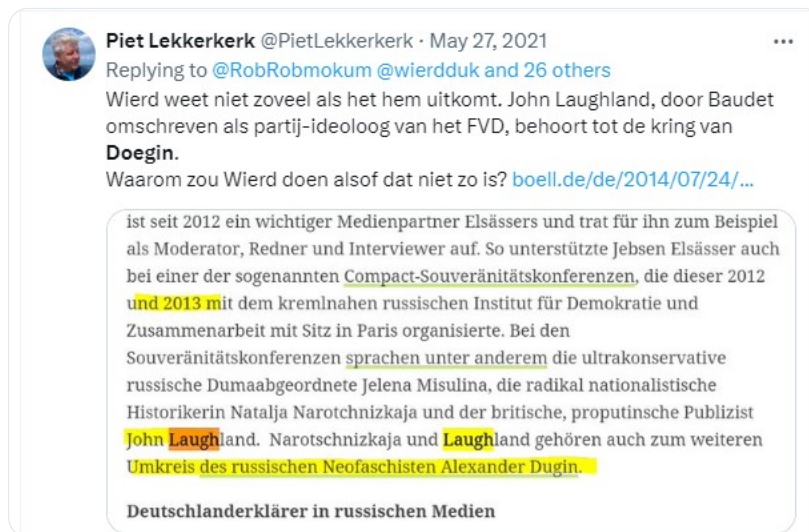 Piet Lekkerkerk @PietLekkerkerk · May 27, 2021
Replying to @RobRobmokum @wierdduk and 26 others
Wierd weet niet zoveel als het hem uitkomt. John Laughland, door Baudet
omschreven als partij-ideoloog van het FVD, behoort tot de kring van
Doegin.
Waarom zou Wierd doen alsof dat niet zo is? boell.de/de/2014/07/24/...
ist seit 2012 ein wichtiger Medienpartner Elsässers und trat für ihn zum Beispiel
als Moderator, Redner und Interviewer auf. So unterstützte Jebsen Elsässer auch
bei einer der sogenannten Compact-Souveränitätskonferenzen, die dieser 2012
und 2013 mit dem kremlnahen russischen Institut für Demokratie und
Zusammenarbeit mit Sitz in Paris organisierte. Bei den
Souveränitätskonferenzen sprachen unter anderem die ultrakonservative
russische Dumaabgeordnete Jelena Misulina, die radikal nationalistische
Historikerin Natalja Narotchnizkaja und der britische, proputinsche Publizist
John Laughland. Narotschnizkaja und Laughland gehören auch zum weiteren
Umkreis des russischen Neofaschisten Alexander Dugin.
Deutschlanderklärer in russischen Medien